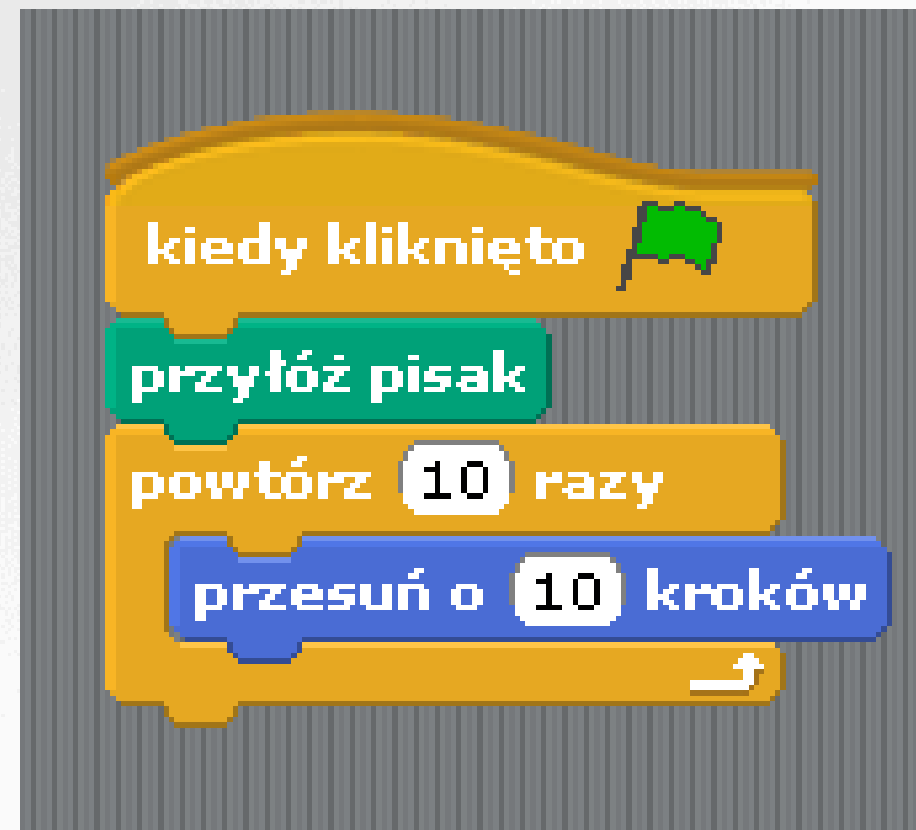 kiedy kliknięto
przyłóż pisak
powtórz 10 razy
przesuń o 10 kroków